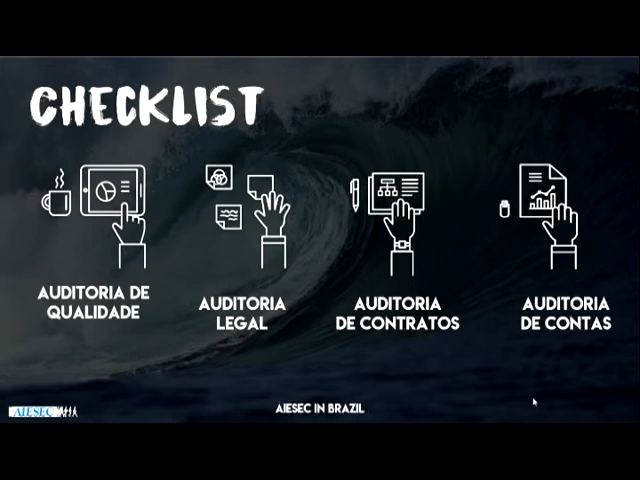 CHECKLIST
AUDITORIA DE
QUALIDADE
AUDITORIA
LEGAL
AUDITORIA
DE CONTRATOS
AUDITORIA
DE CONTAS
AIESEC
AIESEC IN BRAZIL